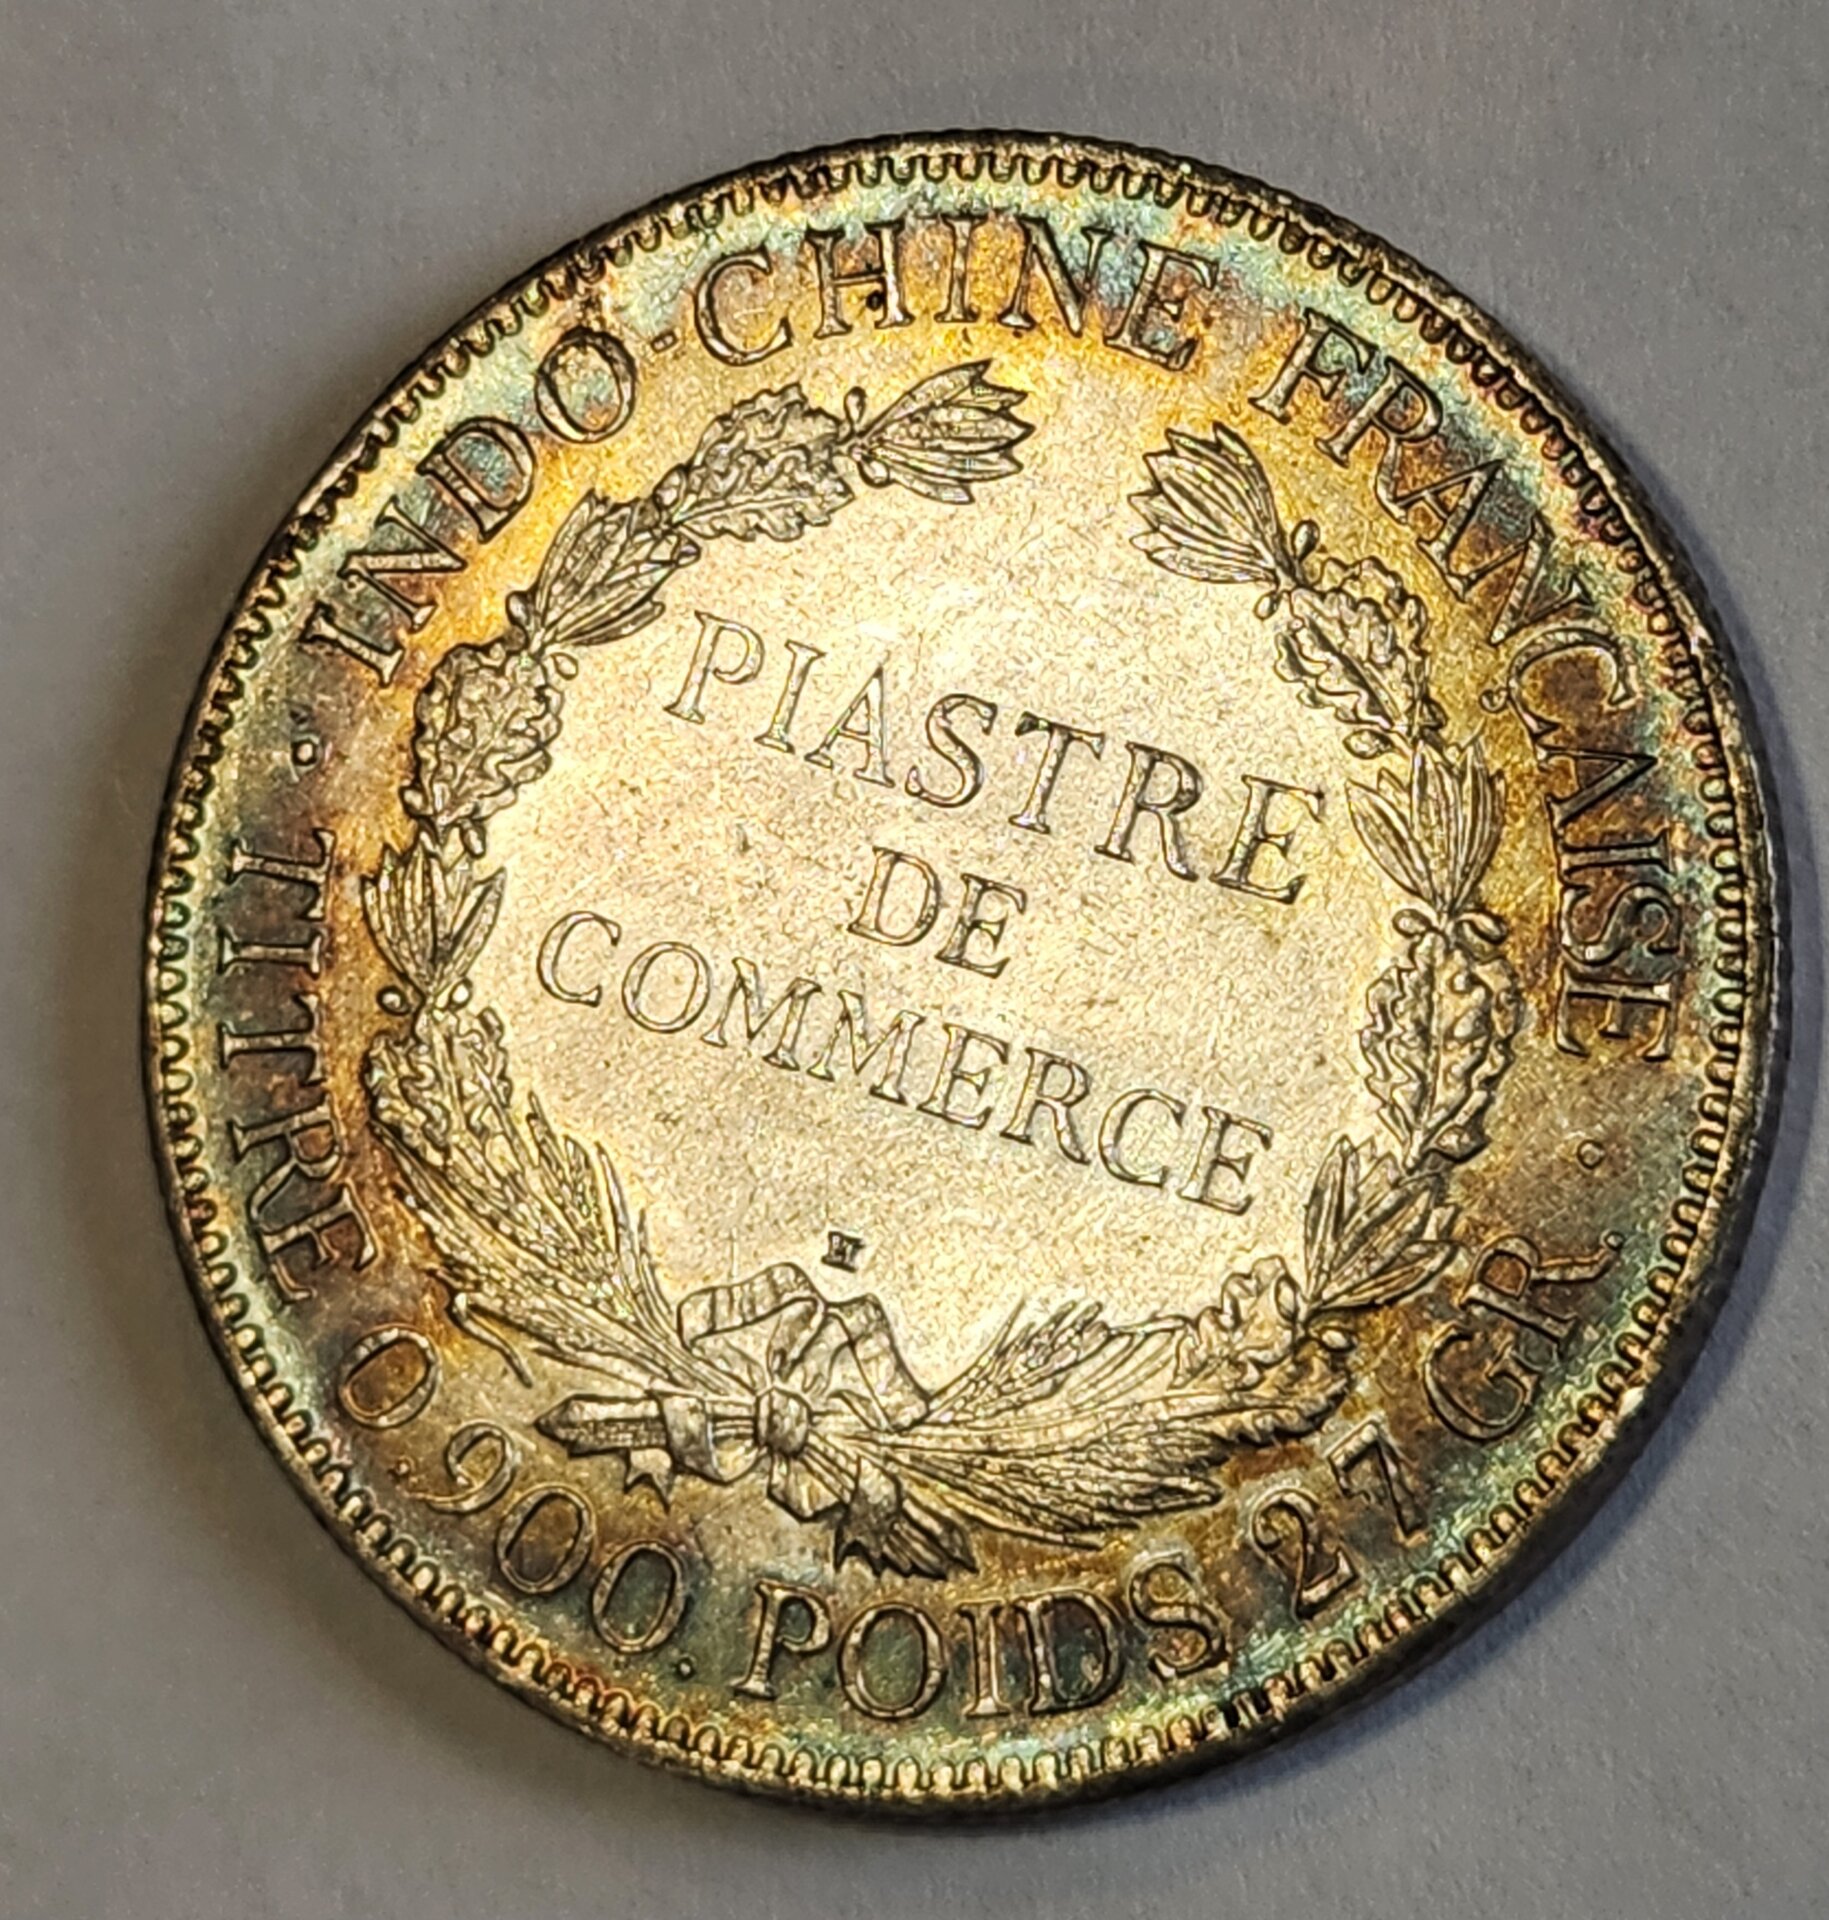 INDO-CHINE FRANÇAISE
· TITRE 0.900. POIDS 27 GR. ·
PIASTRE
DE
COMMERCE
H